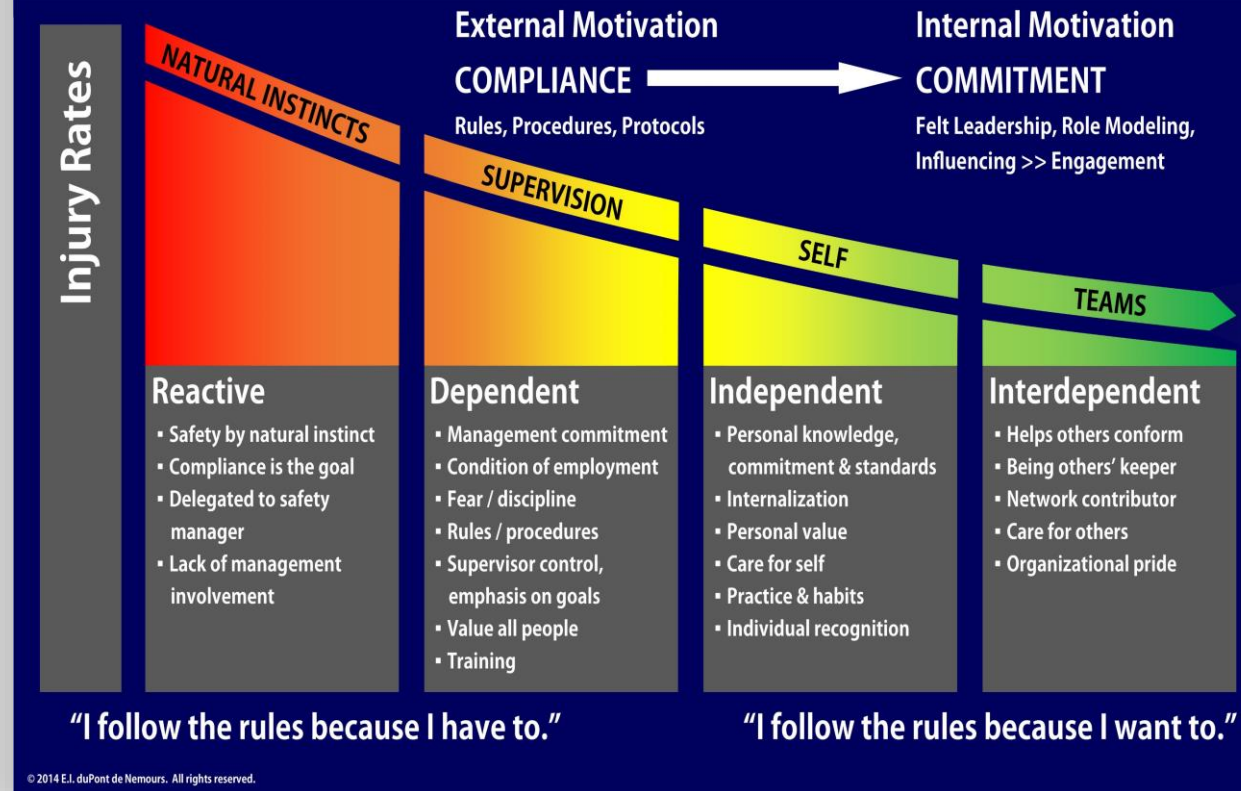 Injury Rates
External Motivation
COMPLIANCE
Rules, Procedures, Protocols
Internal Motivation
COMMITMENT
Felt Leadership, Role Modeling,
Influencing >> Engagement
NATURAL INSTINCTS
SUPERVISION
SELF
TEAMS
Reactive
▪ Safety by natural instinct
▪ Compliance is the goal
▪ Delegated to safety
manager
▪ Lack of management
involvement
Dependent
▪ Management commitment
▪ Condition of employment
▪ Fear / discipline
▪ Rules / procedures
▪ Supervisor control,
emphasis on goals
▪ Value all people
▪ Training
Independent
▪ Personal knowledge,
commitment & standards
▪ Internalization
▪ Personal value
▪ Care for self
▪ Practice & habits
▪ Individual recognition
Interdependent
▪ Helps others conform
▪ Being others’ keeper
▪ Network contributor
▪ Care for others
▪ Organizational pride
“I follow the rules because I have to.”
“I follow the rules because I want to.”
© 2014 E.I. duPont de Nemours. All rights reserved.